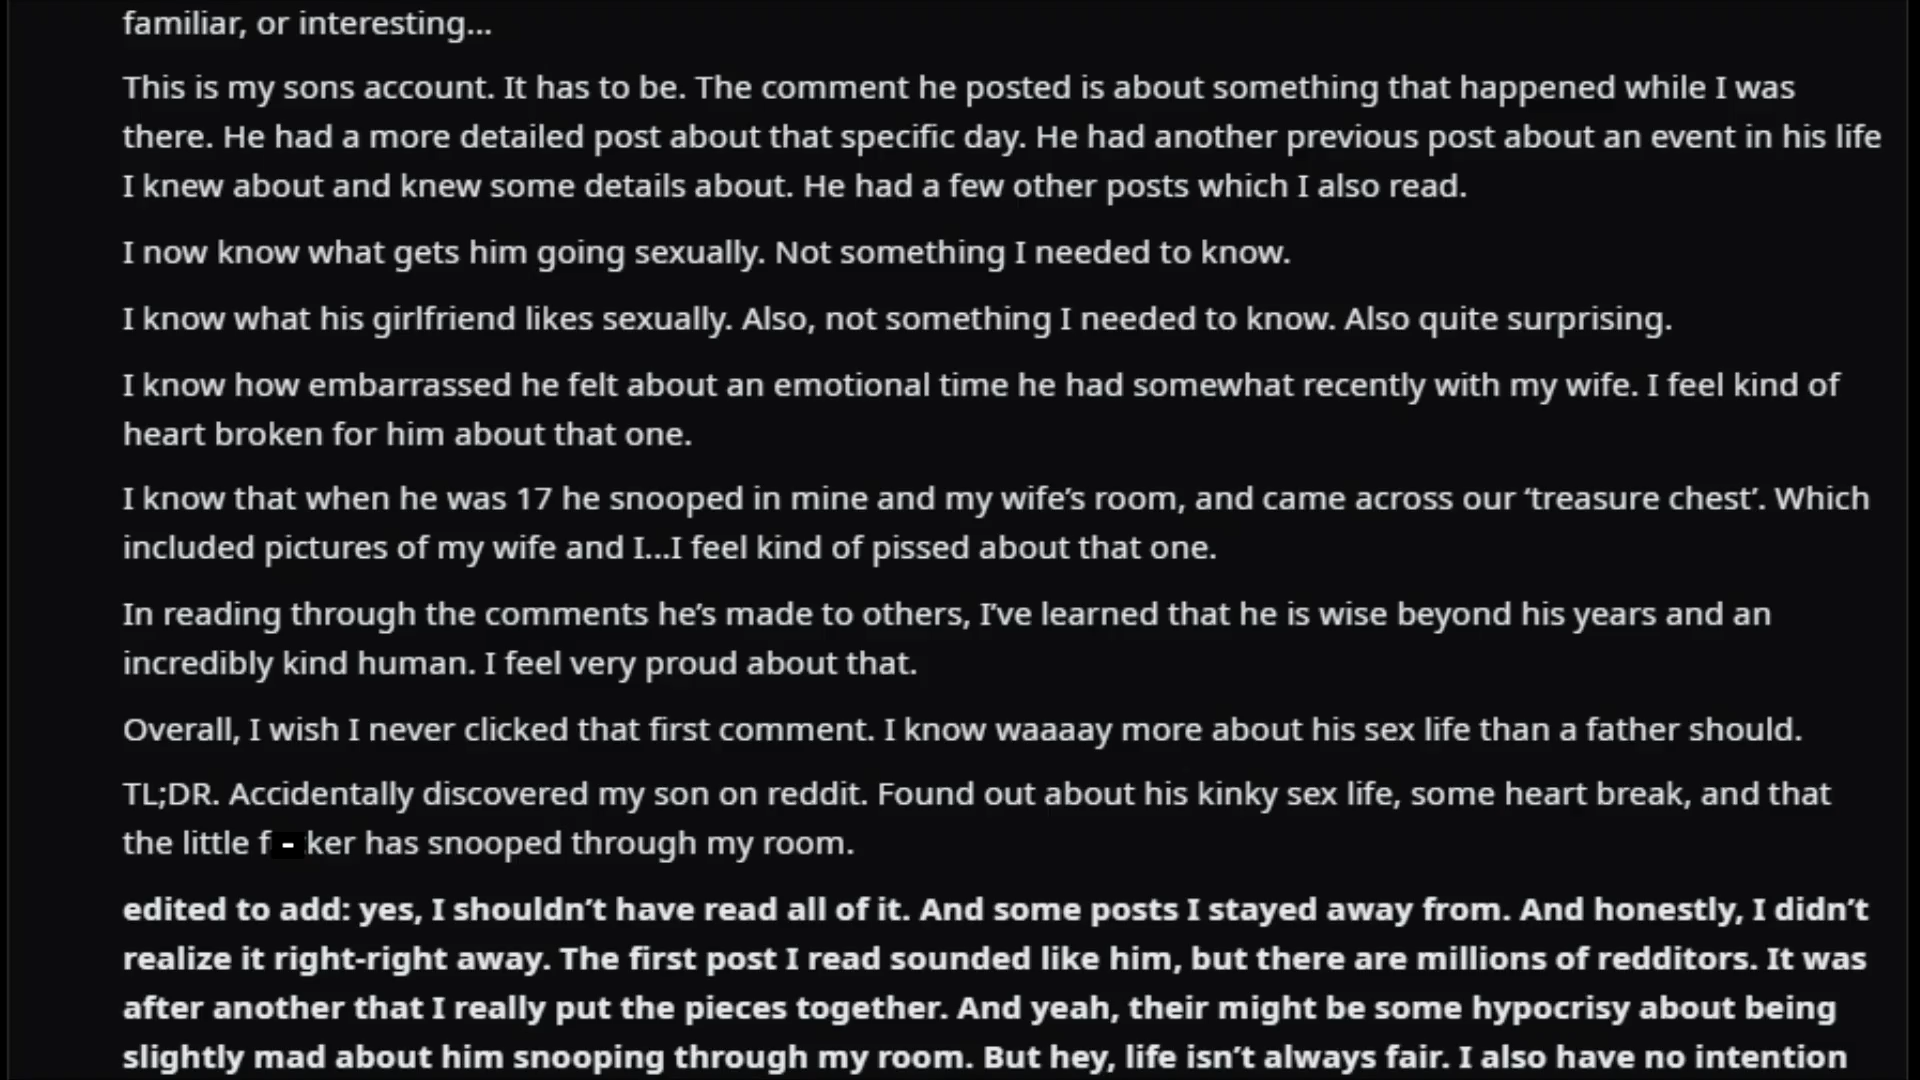 familiar, or interesting...
This is my sons account. It has to be. The comment he posted is about something that happened while I was
there. He had a more detailed post about that specific day. He had another previous post about an event in his life
I knew about and knew some details about. He had a few other posts which I also read.
I now know what gets him going sexually. Not something I needed to know.
I know what his girlfriend likes sexually. Also, not something I needed to know. Also quite surprising.
I know how embarrassed he felt about an emotional time he had somewhat recently with my wife. I feel kind of
heart broken for him about that one.
I know that when he was 17 he snooped in mine and my wife’s room, and came across our ‘treasure chest’. Which
included pictures of my wife and I...I feel kind of pissed about that one.
In reading through the comments he’s made to others, I’ve learned that he is wise beyond his years and an
incredibly kind human. I feel very proud about that.
Overall, I wish I never clicked that first comment. I know waaaay more about his sex life than a father should.
TL;DR. Accidentally discovered my son on reddit. Found out about his kinky sex life, some heart break, and that
the little f-ker has snooped through my room.
edited to add: yes, I shouldn’t have read all of it. And some posts I stayed away from. And honestly, I didn’t
realize it right-right away. The first post I read sounded like him, but there are millions of redditors. It was
after another that I really put the pieces together. And yeah, their might be some hypocrisy about being
slightly mad about him snooping through my room. But hey, life isn’t always fair. I also have no intention